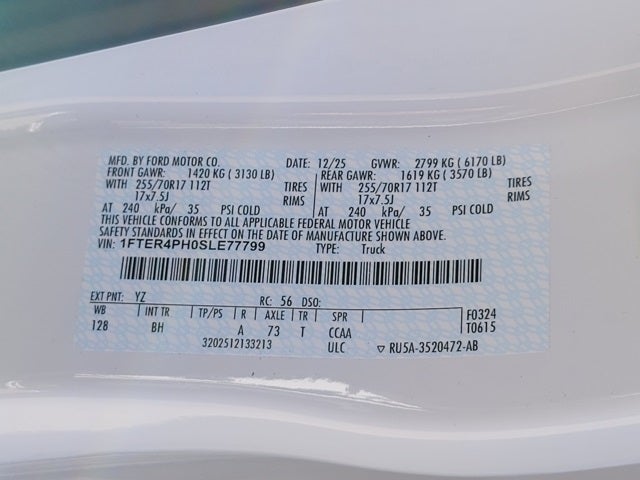 MFD. BY FORD MOTOR CO. DATE: 12/25 GVWR: 2799 KG ( 6170 LB)
FRONT GAWR: 1420 KG ( 3130 LB) REAR GAWR: 1619 KG ( 3570 LB)
WITH 255/70R17 112T TIRES WITH 255/70R17 112T TIRES
17x7.5J RIMS 17x7.5J RIMS
AT 240 kPa/ 35 PSI COLD AT 240 kPa/ 35 PSI COLD
THIS VEHICLE CONFORMS TO ALL APPLICABLE FEDERAL MOTOR VEHICLE
SAFETY STANDARDS IN EFFECT ON THE DATE OF MANUFACTURE SHOWN ABOVE.
VIN: 1FTER4PH0SLE77799 TYPE: Truck
EXT PNT: YZ RC: 56 DSO:
WB INT TR TP/PS R AXLE TR SPR F0324
128 BH A 73 T CCAA T0615
3202512133213 ULC ▽ RU5A-3520472-AB